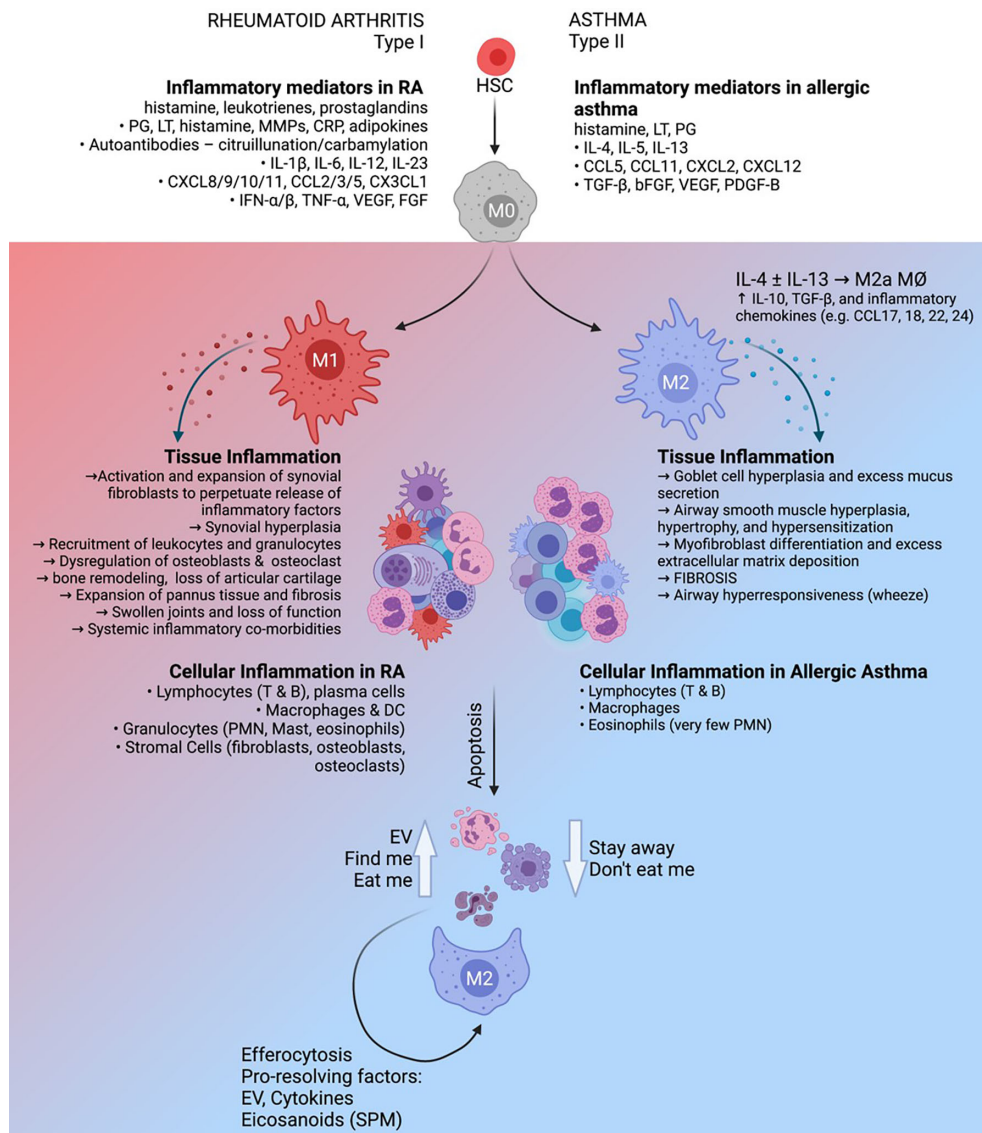 RHEUMATOID ARTHRITIS
Type I
ASTHMA
Type II
HSC
Inflammatory mediators in RA
histamine, leukotrienes, prostaglandins
• PG, LT, histamine, MMPs, CRP, adipokines
• Autoantibodies – citruillunation/carbamylation
• IL-1β, IL-6, IL-12, IL-23
• CXCL8/9/10/11, CCL2/3/5, CX3CL1
• IFN-α/β, TNF-α, VEGF, FGF
Inflammatory mediators in allergic
asthma
histamine, LT, PG
• IL-4, IL-5, IL-13
• CCL5, CCL11, CXCL2, CXCL12
• TGF-β, bFGF, VEGF, PDGF-B
M0
IL-4 ± IL-13 → M2a MØ
↑ IL-10, TGF-β, and inflammatory
chemokines (e.g. CCL17, 18, 22, 24)
M1
M2
Tissue Inflammation
→Activation and expansion of synovial
fibroblasts to perpetuate release of
inflammatory factors
→ Synovial hyperplasia
→ Recruitment of leukocytes and granulocytes
→ Dysregulation of osteoblasts & osteoclast
→ bone remodeling, loss of articular cartilage
→ Expansion of pannus tissue and fibrosis
→ Swollen joints and loss of function
→ Systemic inflammatory co-morbidities
Tissue Inflammation
→ Goblet cell hyperplasia and excess mucus
secretion
→ Airway smooth muscle hyperplasia,
hypertrophy, and hypersensitization
→ Myofibroblast differentiation and excess
extracellular matrix deposition
→ FIBROSIS
→ Airway hyperresponsiveness (wheeze)
Cellular Inflammation in RA
• Lymphocytes (T & B), plasma cells
• Macrophages & DC
• Granulocytes (PMN, Mast, eosinophils)
• Stromal Cells (fibroblasts, osteoblasts,
osteoclasts)
Cellular Inflammation in Allergic Asthma
• Lymphocytes (T & B)
• Macrophages
• Eosinophils (very few PMN)
Apoptosis
EV
Find me
Eat me
Stay away
Don't eat me
M2
Efferocytosis
Pro-resolving factors:
EV, Cytokines
Eicosanoids (SPM)